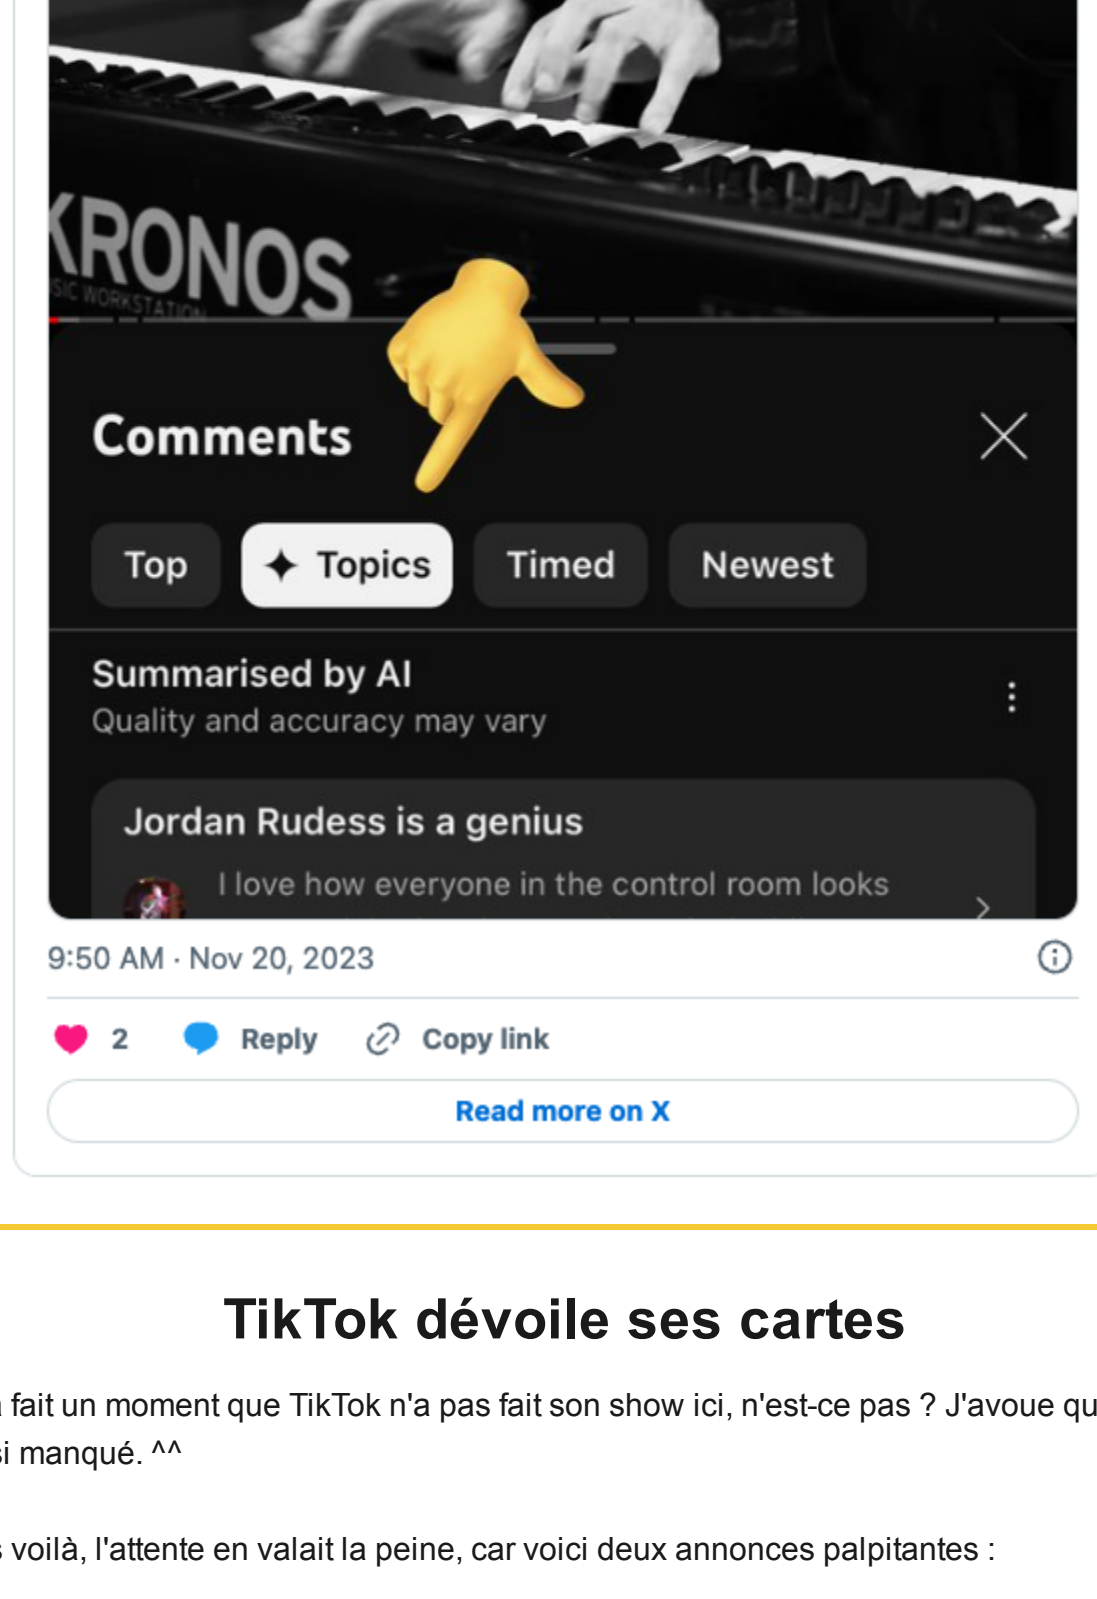 KRONOS
WORKSTATION
Comments
Top
Topics
Timed
Newest
Summarised by AI
Quality and accuracy may vary
Jordan Rudess is a genius
I love how everyone in the control room looks
9:50 AM · Nov 20, 2023
2
Reply
Copy link
Read more on X
TikTok dévoile ses cartes
fait un moment que TikTok n'a pas fait son show ici, n'est-ce pas ? J'avoue qu
si manqué. ^^
s voilà, l'attente en valait la peine, car voici deux annonces palpitantes :